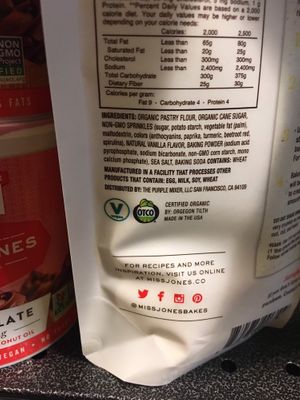 Protein. **Percent Daily Values are based on a 2,000
calorie diet. Your daily values may be higher or lower
depending on your calorie needs:
Calories: 2,000 2,500
Total Fat Less than 65g 80g
Saturated Fat Less than 20g 25g
Cholesterol Less than 300mg 300mg
Sodium Less than 2,400mg 2,400mg
Total Carbohydrate 300g 375g
Dietary Fiber 25g 30g
Calories per gram:
Fat 9 · Carbohydrate 4 · Protein 4
INGREDIENTS: ORGANIC PASTRY FLOUR, ORGANIC CANE SUGAR,
NON-GMO SPRINKLES (sugar, potato starch, vegetable fat (palm),
maltodextrin, colors (anthocyanins, paprika, turmeric, beetroot red,
spirulina), NATURAL VANILLA FLAVOR, BAKING POWDER (sodium acid
pyrophosphate, sodium bicarbonate, non-GMO corn starch, mono
calcium phosphate), SEA SALT, BAKING SODA CONTAINS: WHEAT
MANUFACTURED IN A FACILITY THAT PROCESSES OTHER
PRODUCTS THAT CONTAIN: EGG, MILK, SOY, WHEAT
DISTRIBUTED BY: THE PURPLE MIXER, LLC SAN FRANCISCO, CA 94109
V
OTCO
CERTIFIED ORGANIC
BY: OREGEON TILTH
MADE IN THE USA
FOR RECIPES AND MORE
INSPIRATION, VISIT US ONLINE
AT MISSJONES.CO
@MISSJONESBAKES
NON
GMO
Project
FATS
JONES
LATE
COCONUT OIL
VEGAN